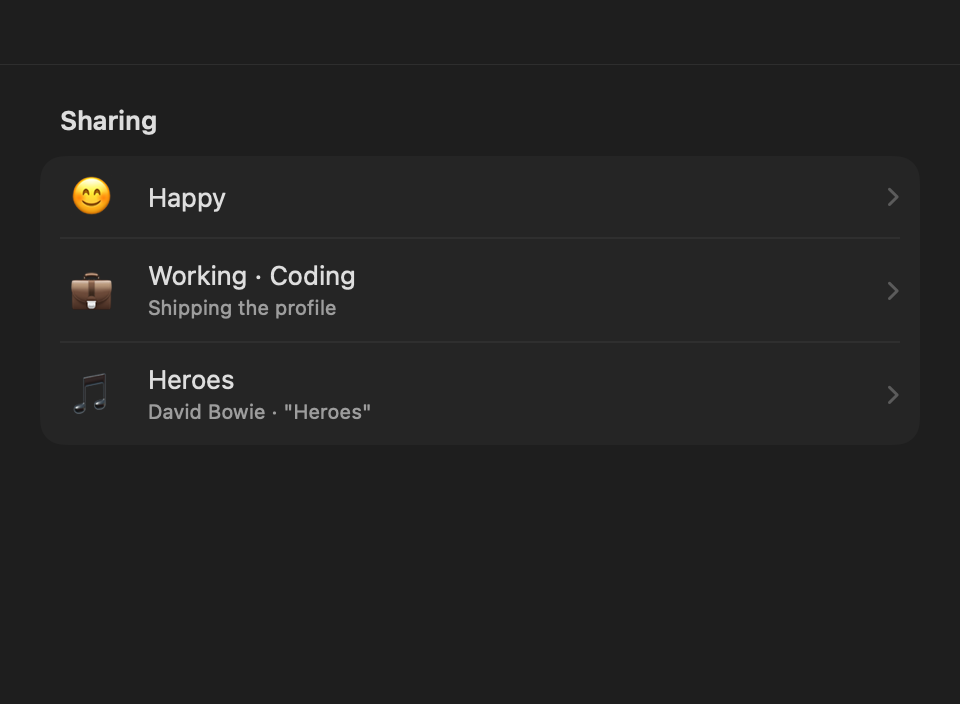 Sharing
Happy
Working · Coding
Shipping the profile
Heroes
David Bowie · "Heroes"